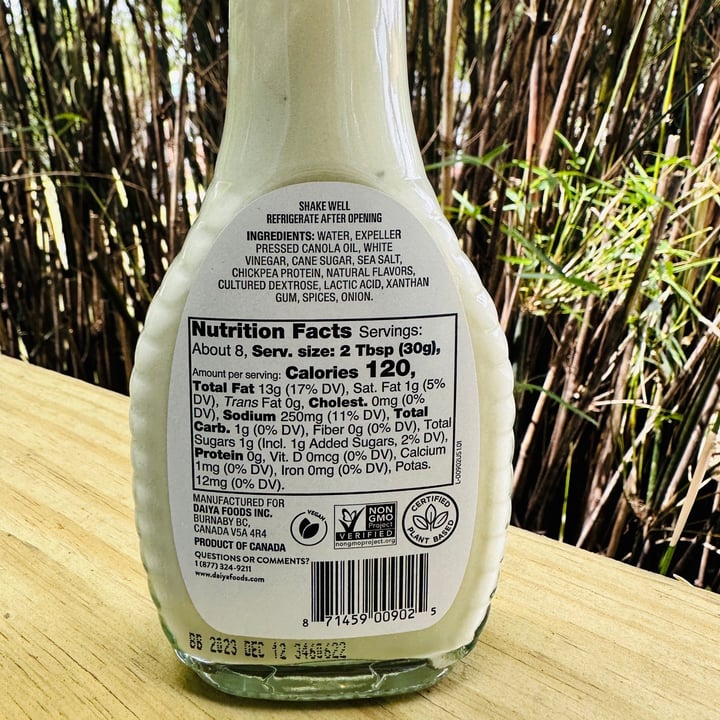 SHAKE WELL
REFRIGERATE AFTER OPENING
INGREDIENTS: WATER, EXPELLER
PRESSED CANOLA OIL, WHITE
VINEGAR, CANE SUGAR, SEA SALT,
CHICKPEA PROTEIN, NATURAL FLAVORS,
CULTURED DEXTROSE, LACTIC ACID, XANTHAN
GUM, SPICES, ONION.
Nutrition Facts Servings:
About 8, Serv. size: 2 Tbsp (30g),
Amount per serving: Calories 120,
Total Fat 13g (17% DV), Sat. Fat 1g (5%
DV), Trans Fat 0g, Cholest. 0mg (0%
DV), Sodium 250mg (11% DV), Total
Carb. 1g (0% DV), Fiber 0g (0% DV), Total
Sugars 1g (Incl. 1g Added Sugars, 2% DV),
Protein 0g, Vit. D 0mcg (0% DV), Calcium
1mg (0% DV), Iron 0mg (0% DV), Potas.
12mg (0% DV).
L-00902US101
MANUFACTURED FOR
DAIYA FOODS INC.
BURNABY BC,
CANADA V5A 4R4
PRODUCT OF CANADA
QUESTIONS OR COMMENTS?
1 (877) 324-9211
www.daiyafoods.com
VEGAN
NON
GMO
Project
VERIFIED
nongmoproject.org
CERTIFIED
PLANT BASED
8 71459 00902 5
BB 2023 DEC 12 3460622